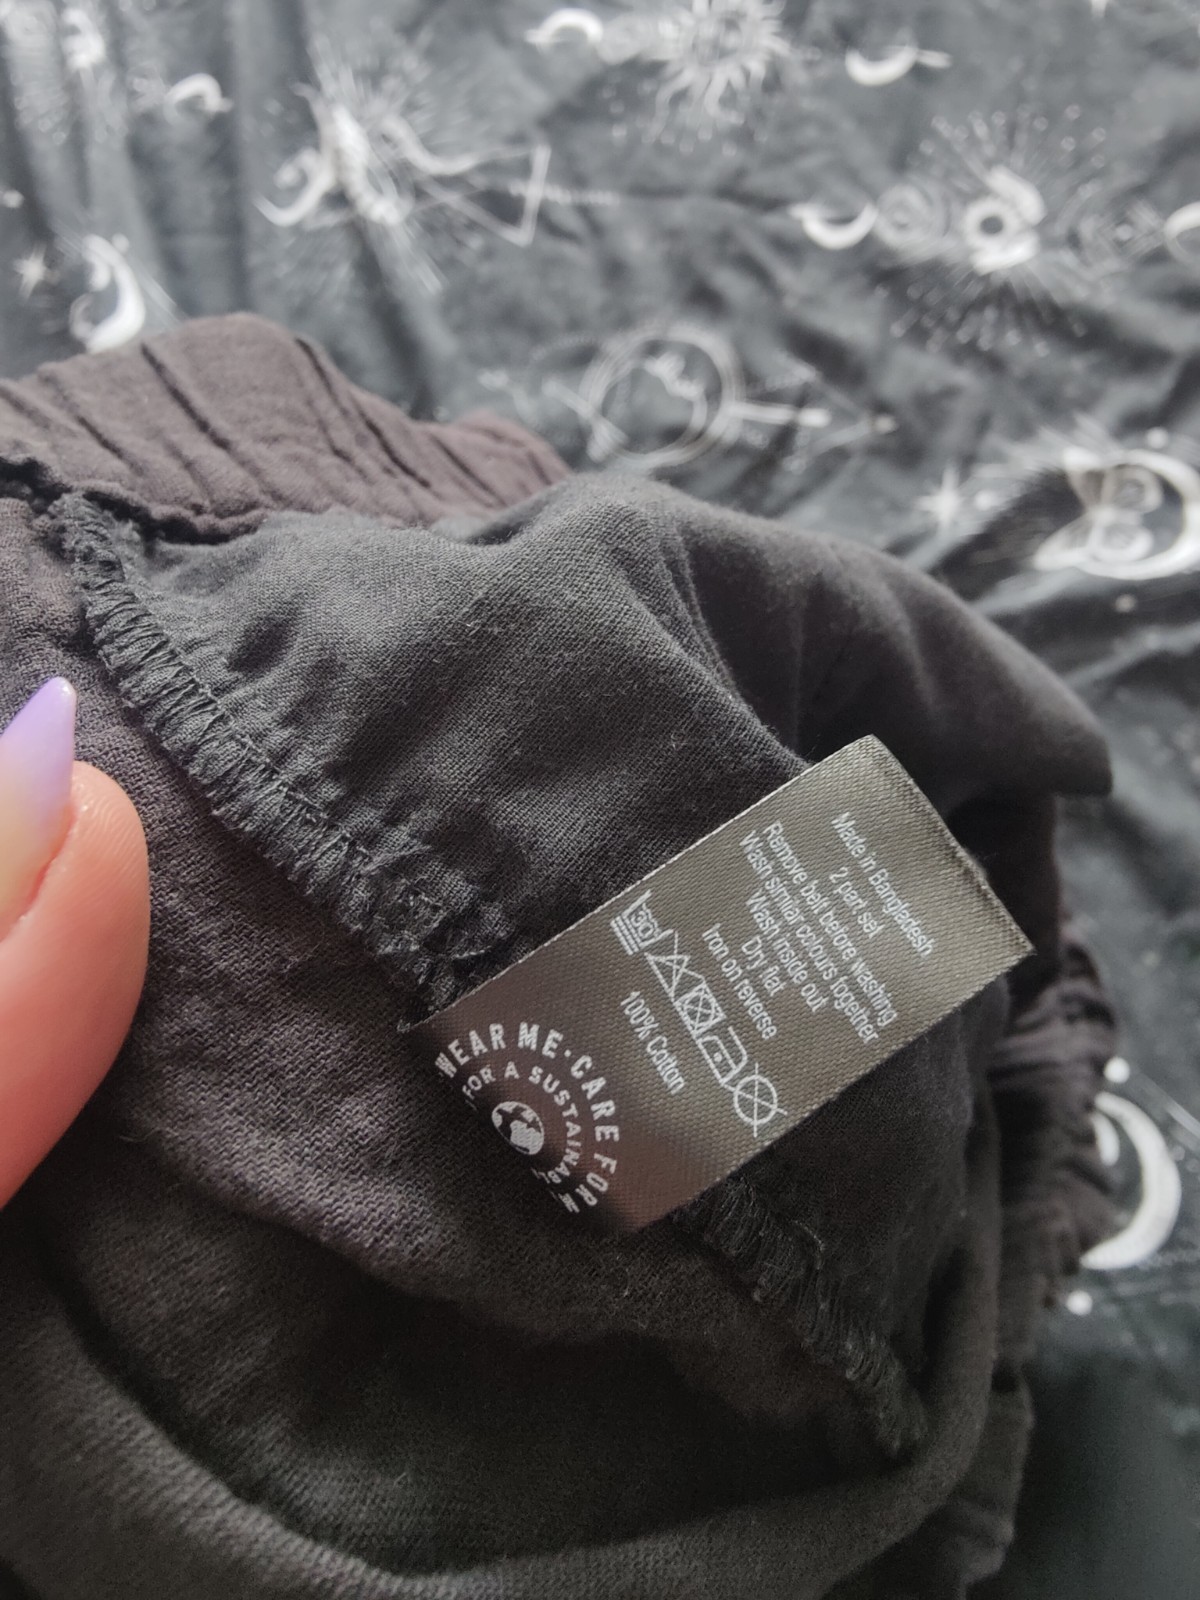 Made in Bangladesh
2 part set
Remove belt before washing
Wash similar colours together
Wash inside out
Dry flat
Iron on reverse
30
100% Cotton
WEAR ME • CARE FOR
FOR A SUSTAINABLE